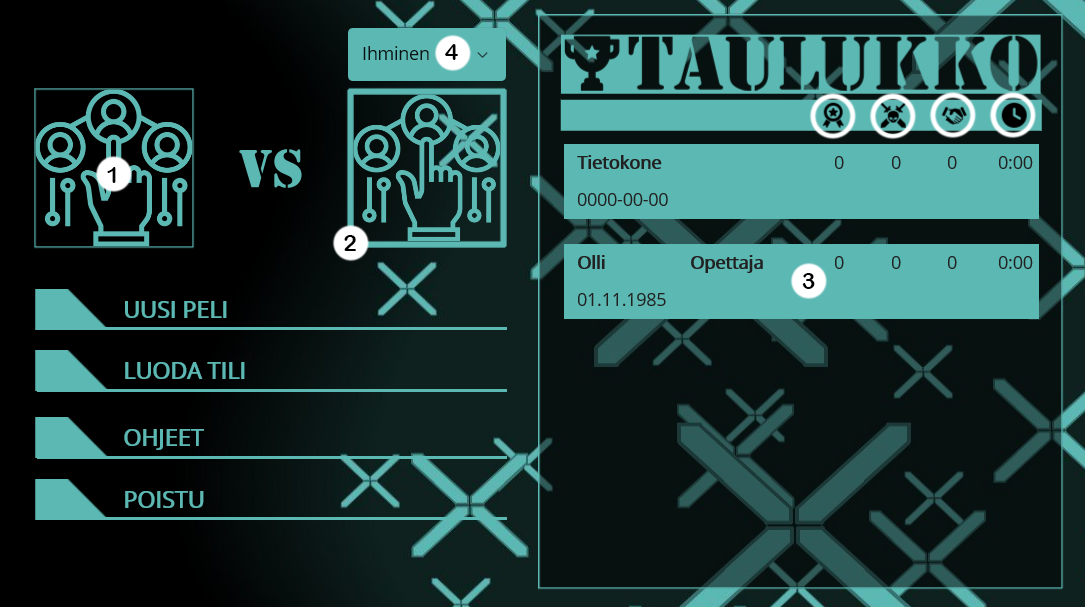 Ihminen 4
1
vs
2
UUSI PELI
LUODA TILI
OHJEET
POISTU
TAULUKKO
Tietokone 0 0 0 0:00
0000-00-00
Olli Opettaja 3 0 0 0 0:00
01.11.1985